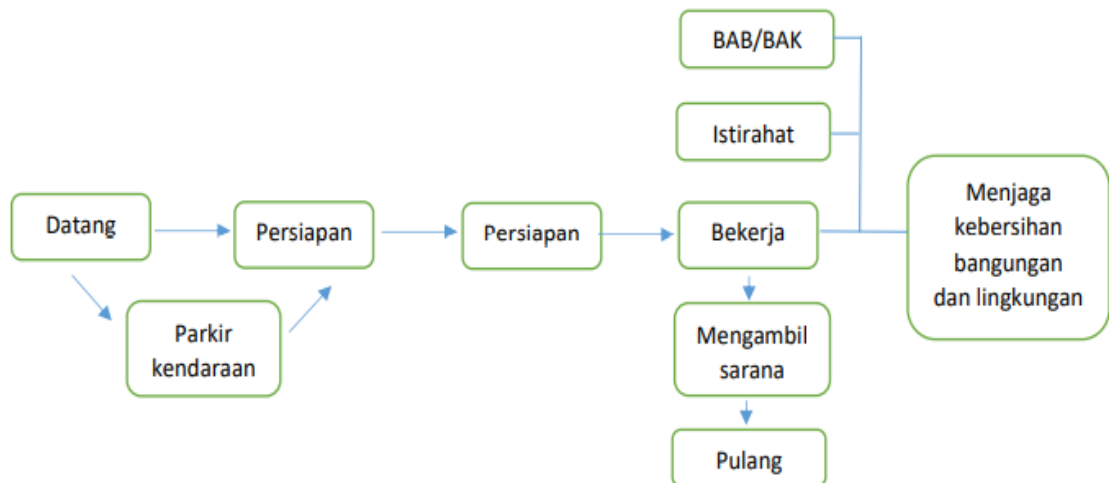 BAB/BAK
Istirahat
Datang
Persiapan
Persiapan
Bekerja
Menjaga
kebersihan
bangungan
dan lingkungan
Parkir
kendaraan
Mengambil
sarana
Pulang